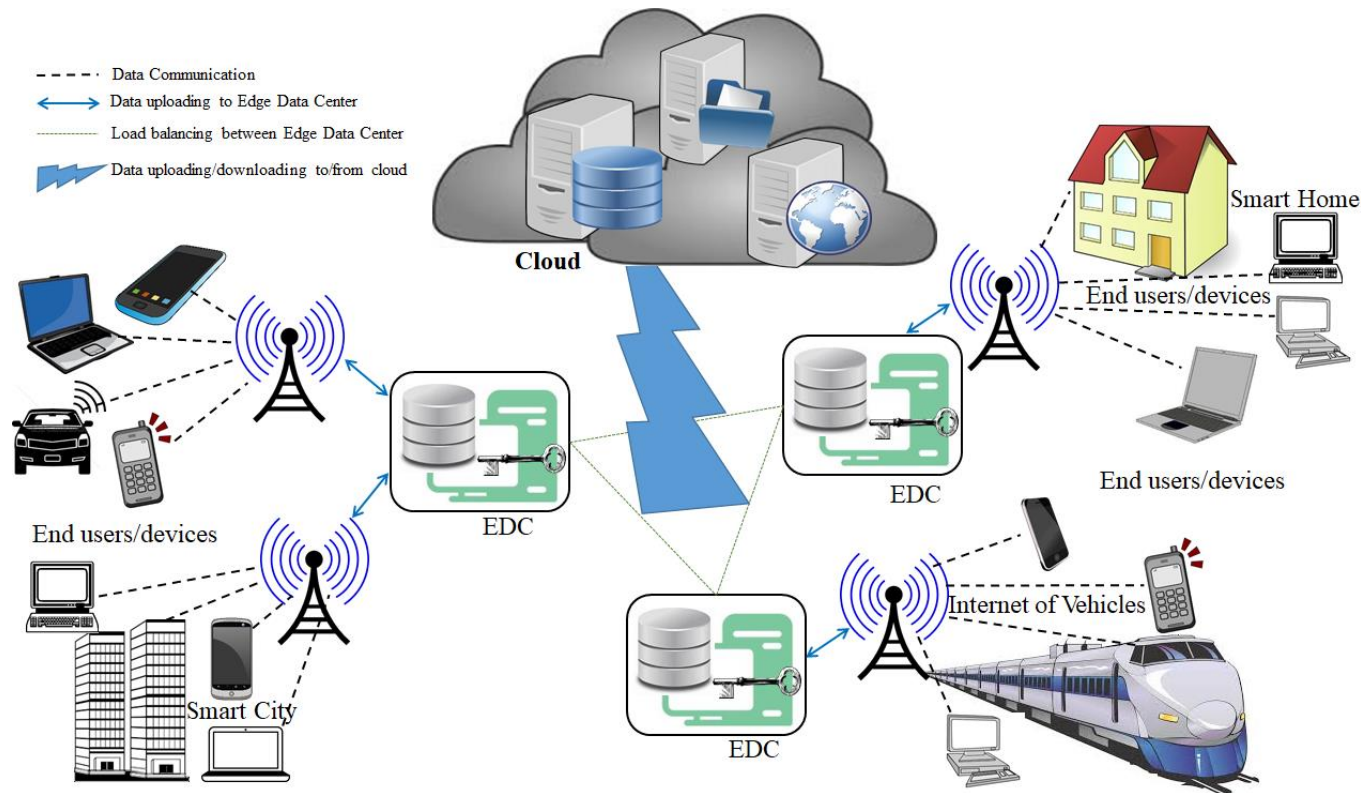 Data Communication
Data uploading to Edge Data Center
Load balancing between Edge Data Center
Data uploading/downloading to/from cloud
Cloud
Smart Home
End users/devices
EDC
EDC
End users/devices
End users/devices
Internet of Vehicles
Smart City
EDC